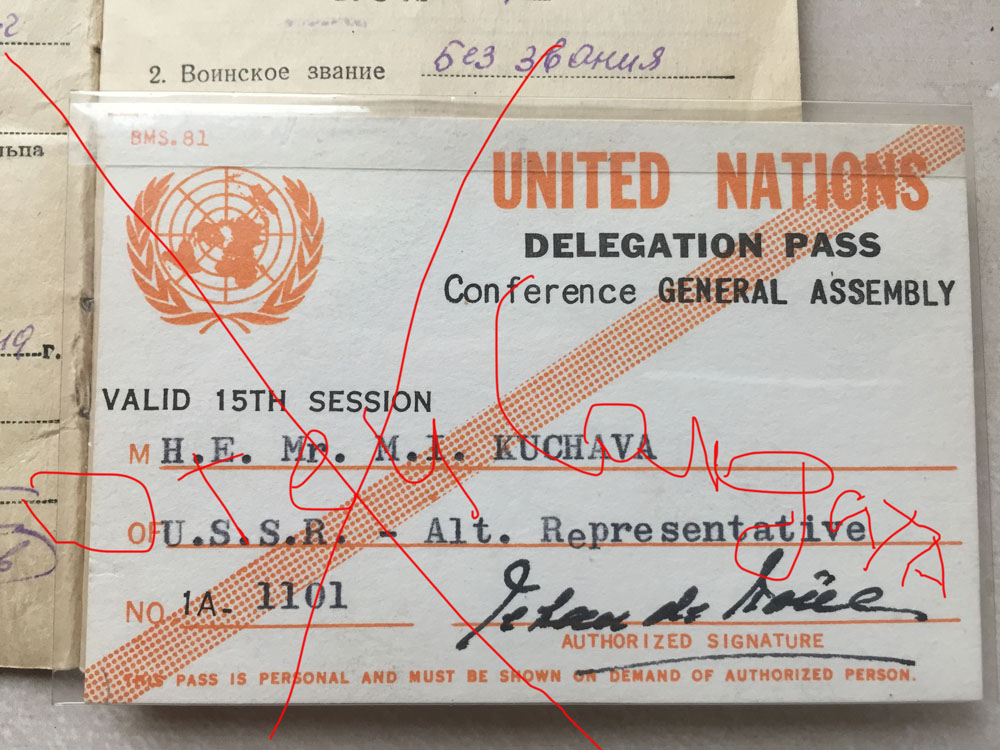 2. Воинское звание Без звания
льпа
19 г.
BMS.81
UNITED NATIONS
DELEGATION PASS
Conference GENERAL ASSEMBLY
VALID 15TH SESSION
M H.E. Mr. M.I. KUCHAVA
OF U.S.S.R. - Alt. Representative
NO. 1A- 1101
AUTHORIZED SIGNATURE
THIS PASS IS PERSONAL AND MUST BE SHOWN ON DEMAND OF AUTHORIZED PERSON.